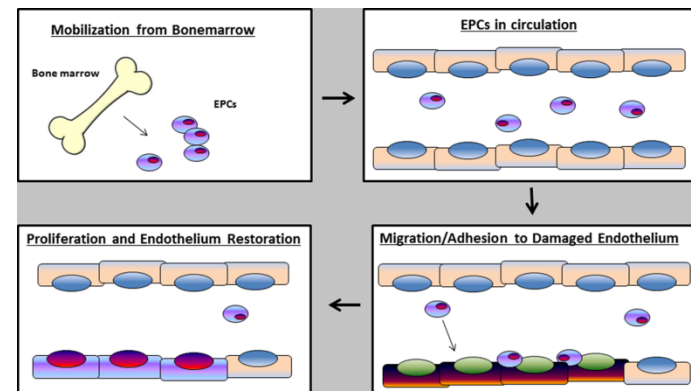 Mobilization from Bonemarrow
Bone marrow
EPCs
EPCs in circulation
Migration/Adhesion to Damaged Endothelium
Proliferation and Endothelium Restoration